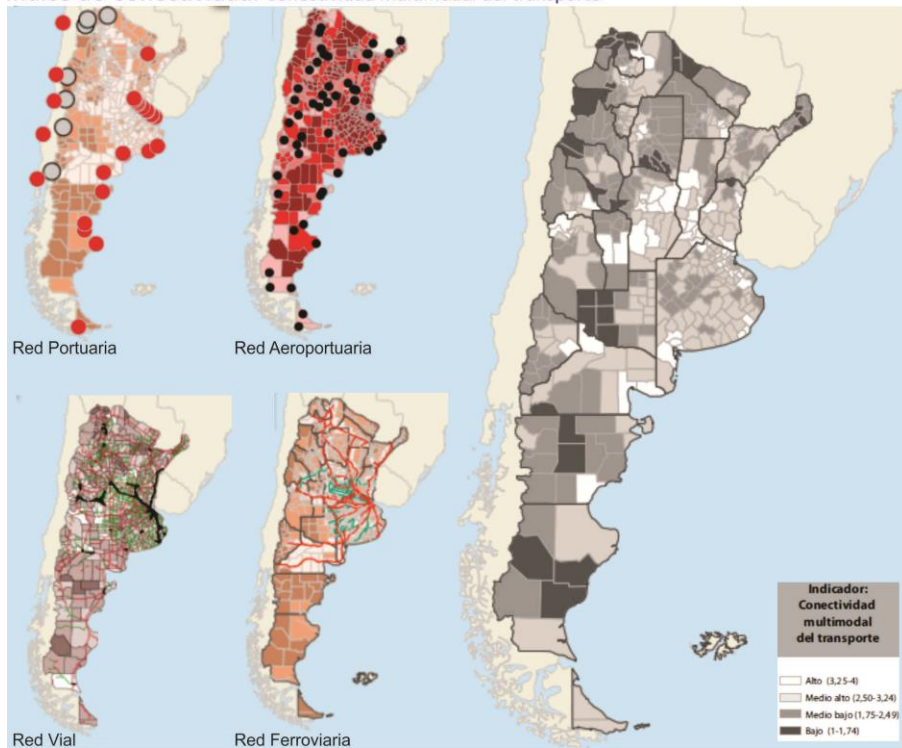 Red Portuaria
Red Aeroportuaria
Red Vial
Red Ferroviaria
Indicador:
Conectividad
multimodal
del transporte
Alto (3,25-4)
Medio alto (2,50-3,24)
Medio bajo (1,75-2,49)
Bajo (1-1,74)